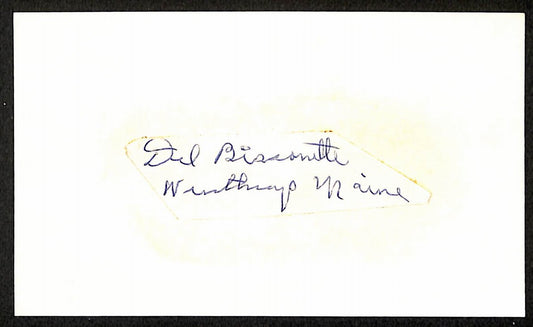 Del Bissonette
Winthrop Maine